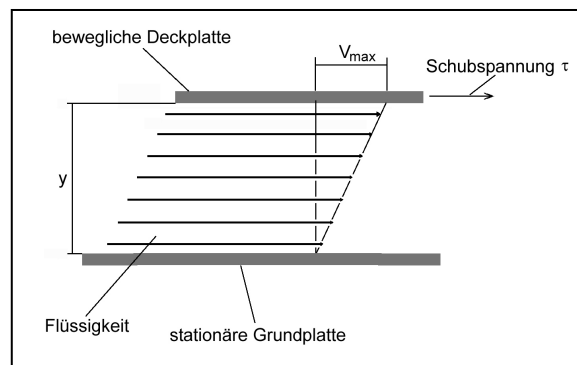 bewegliche Deckplatte
Vmax
Schubspannung τ
y
Flüssigkeit
stationäre Grundplatte